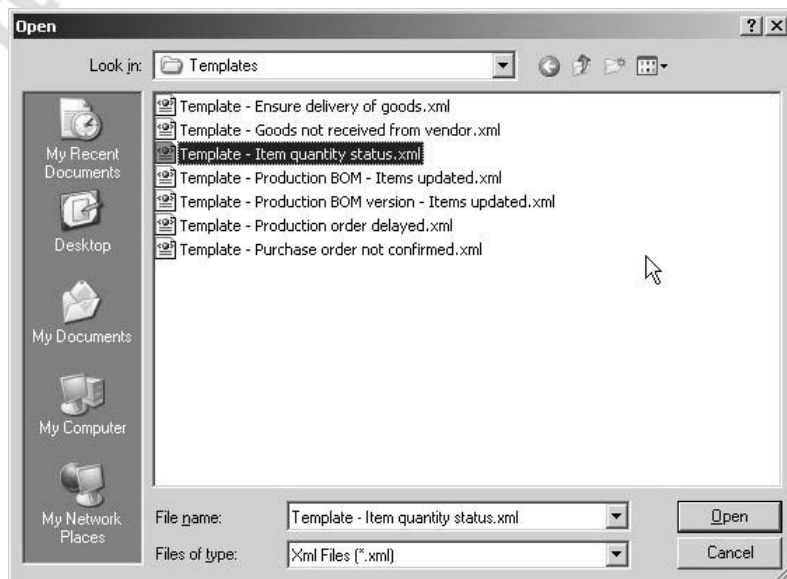 Open
Look in: Templates
My Recent
Documents
Desktop
My Documents
My Computer
My Network
Places
Template - Ensure delivery of goods.xml
Template - Goods not received from vendor.xml
Template - Item quantity status.xml
Template - Production BOM - Items updated.xml
Template - Production BOM version - Items updated.xml
Template - Production order delayed.xml
Template - Purchase order not confirmed.xml
File name: Template - Item quantity status.xml Open
Files of type: Xml Files (*.xml) Cancel